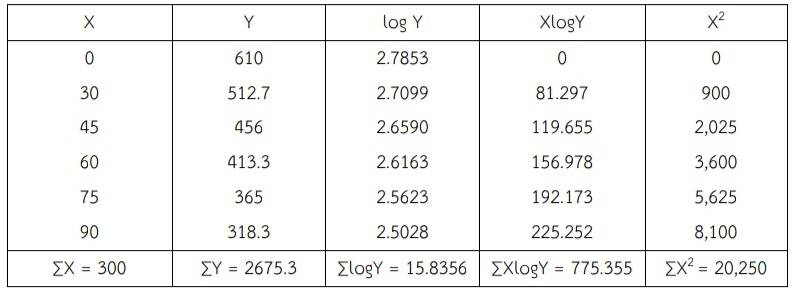 X Y log Y XlogY X²
0 610 2.7853 0 0
30 512.7 2.7099 81.297 900
45 456 2.6590 119.655 2,025
60 413.3 2.6163 156.978 3,600
75 365 2.5623 192.173 5,625
90 318.3 2.5028 225.252 8,100
∑X = 300 ∑Y = 2675.3 ∑logY = 15.8356 ∑XlogY = 775.355 ∑X² = 20,250